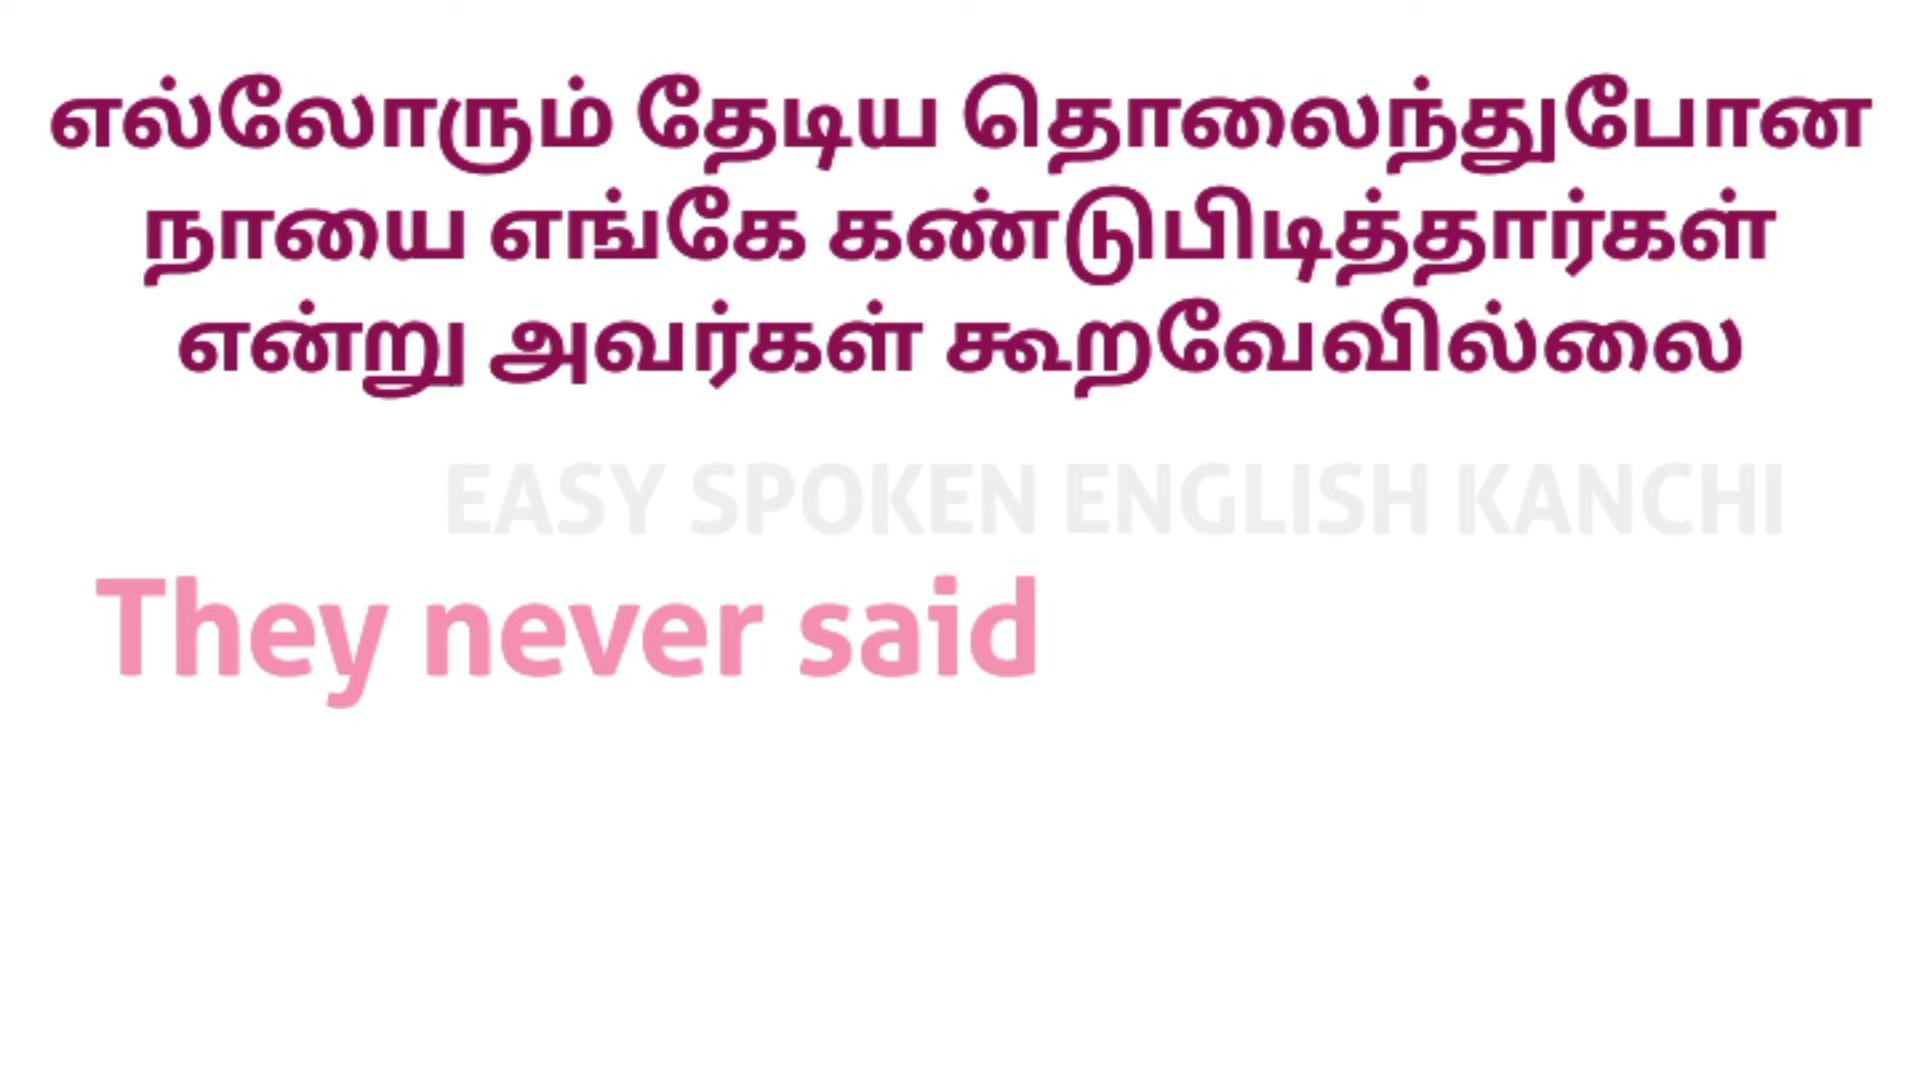 எல்லோரும் தேடிய தொலைந்துபோன
நாயை எங்கே கண்டுபிடித்தார்கள்
என்று அவர்கள் கூறவேவில்லை
EASY SPOKEN ENGLISH KANCHI
They never said